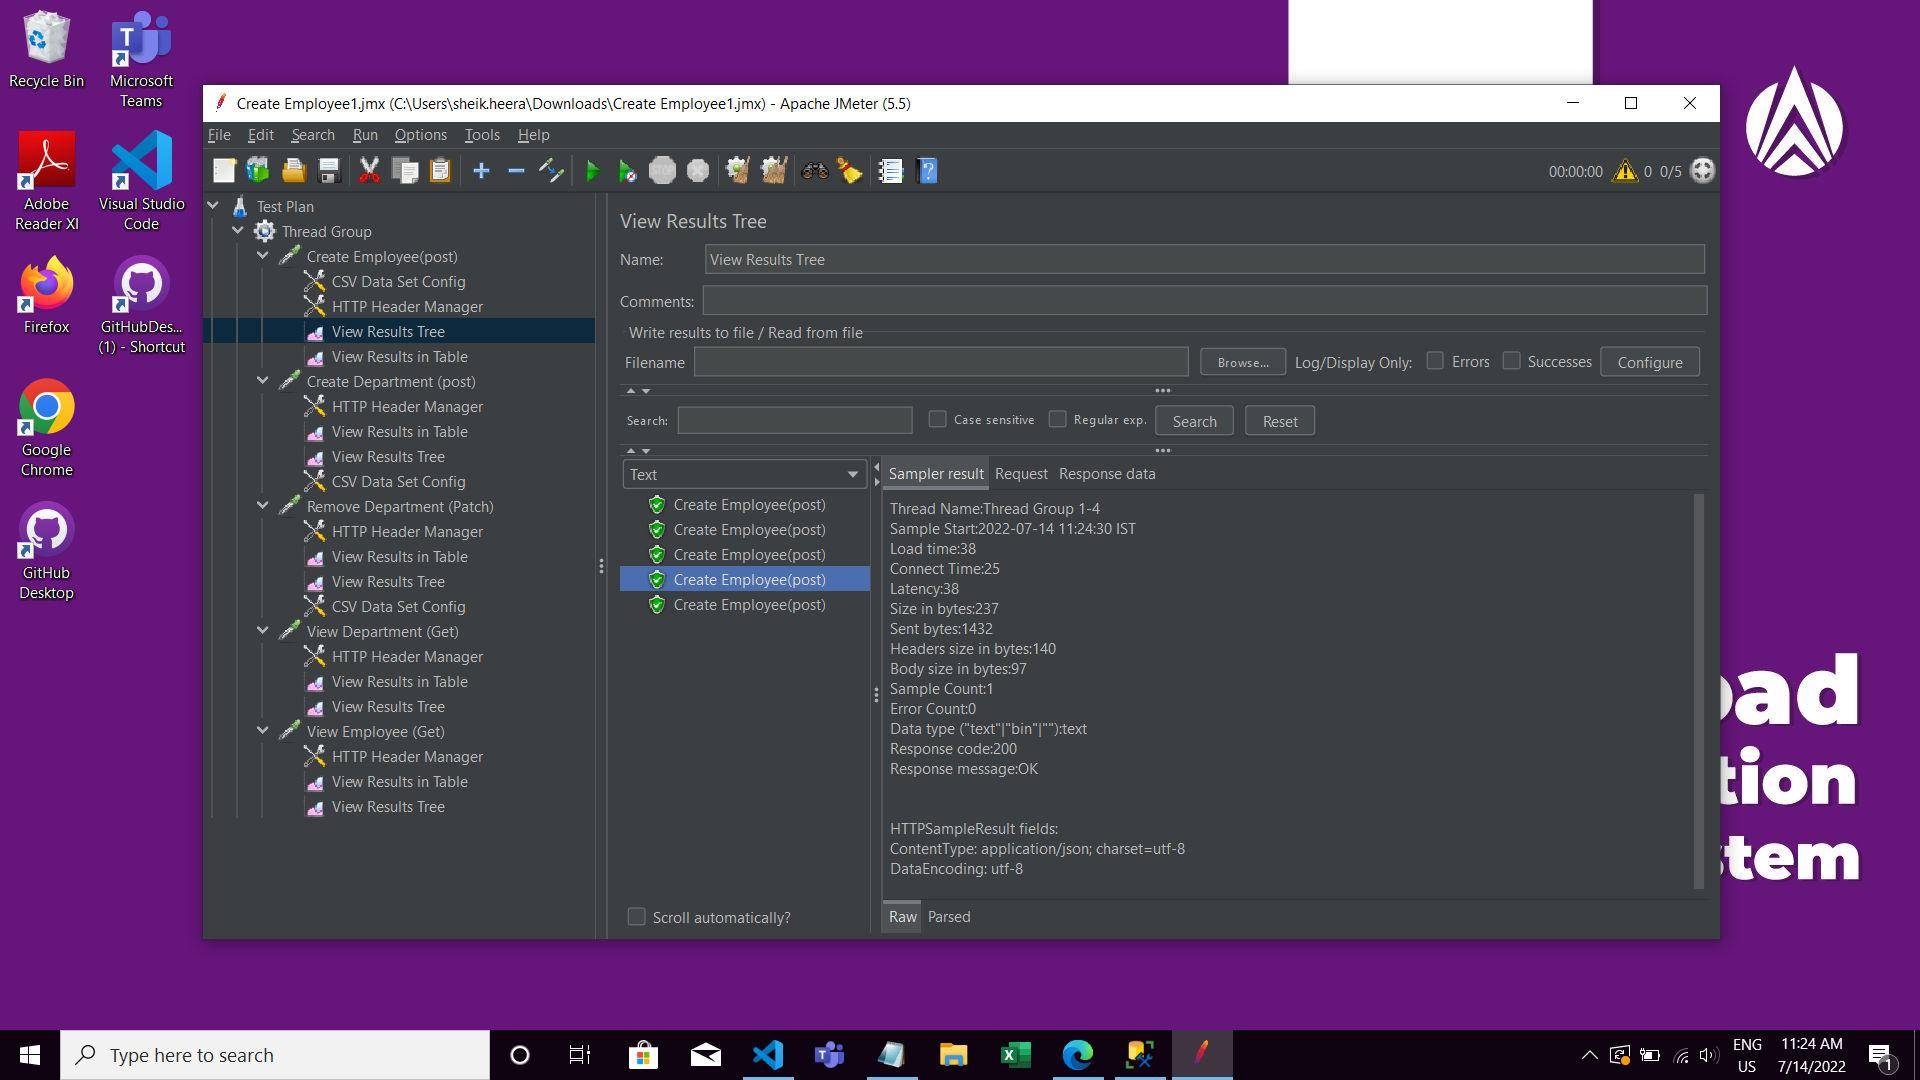 Recycle Bin
Microsoft
Teams
Adobe
Reader XI
Visual Studio
Code
Firefox
GitHubDes...
(1) - Shortcut
Google
Chrome
GitHub
Desktop
Create Employee1.jmx (C:\Users\sheik.heera\Downloads\Create Employee1.jmx) - Apache JMeter (5.5)
File Edit Search Run Options Tools Help
STOP
00:00:00 0 0/5
Test Plan
Thread Group
Create Employee(post)
CSV Data Set Config
HTTP Header Manager
View Results Tree
View Results in Table
Create Department (post)
HTTP Header Manager
View Results in Table
View Results Tree
CSV Data Set Config
Remove Department (Patch)
HTTP Header Manager
View Results in Table
View Results Tree
CSV Data Set Config
View Department (Get)
HTTP Header Manager
View Results in Table
View Results Tree
View Employee (Get)
HTTP Header Manager
View Results in Table
View Results Tree
View Results Tree
Name: View Results Tree
Comments:
Write results to file / Read from file
Filename Browse... Log/Display Only: Errors Successes Configure
Search: Case sensitive Regular exp. Search Reset
Text
Create Employee(post)
Create Employee(post)
Create Employee(post)
Create Employee(post)
Create Employee(post)
Scroll automatically?
Sampler result Request Response data
Thread Name:Thread Group 1-4
Sample Start:2022-07-14 11:24:30 IST
Load time:38
Connect Time:25
Latency:38
Size in bytes:237
Sent bytes:1432
Headers size in bytes:140
Body size in bytes:97
Sample Count:1
Error Count:0
Data type ("text"|"bin"|""):text
Response code:200
Response message:OK
HTTPSampleResult fields:
ContentType: application/json; charset=utf-8
DataEncoding: utf-8
Raw Parsed
oad
tion
stem
Type here to search
ENG
US
11:24 AM
7/14/2022
1